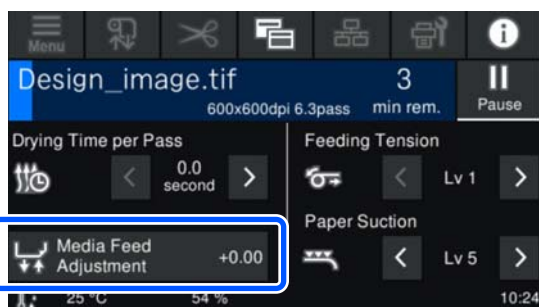 Menu
Design_image.tif
600x600dpi 6.3pass
3
min rem.
Pause
Drying Time per Pass
0.0
second
Feeding Tension
Lv 1
Media Feed
Adjustment
+0.00
Paper Suction
Lv 5
25 °C
54 %
10:24